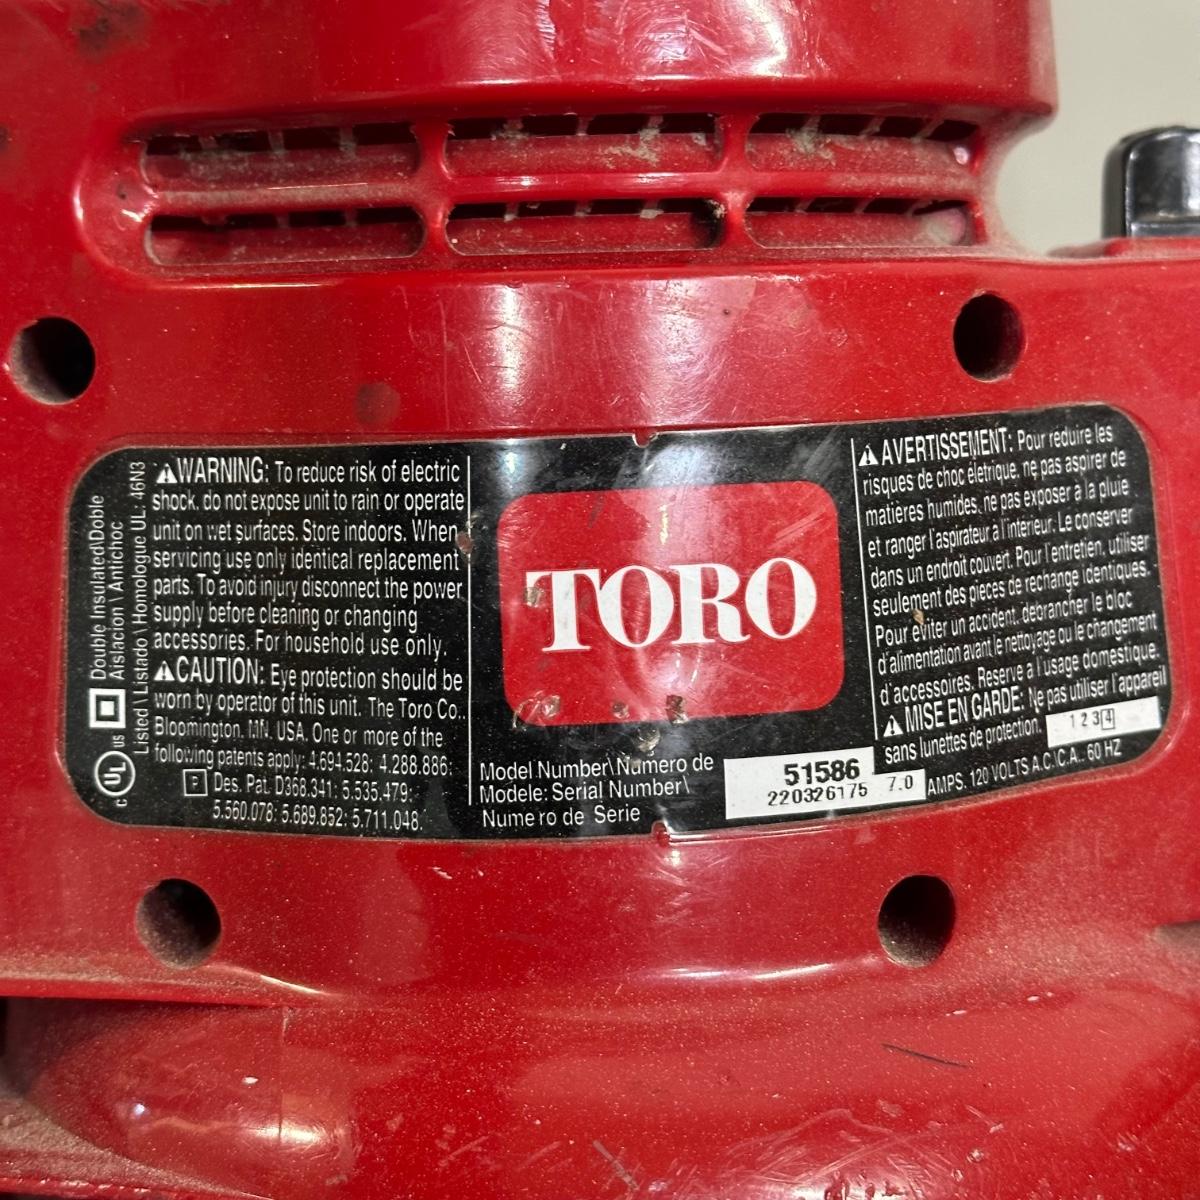 Double Insulated\Doble
Aislacion \ Antichoc
Listed \ Listado \ Homologue UL: 46N3
C UL US
⚠WARNING: To reduce risk of electric
shock, do not expose unit to rain or operate
unit on wet surfaces. Store indoors. When
servicing use only identical replacement
parts. To avoid injury disconnect the power
supply before cleaning or changing
accessories. For household use only.
⚠CAUTION: Eye protection should be
worn by operator of this unit. The Toro Co.,
Bloomington, MN. USA. One or more of the
following patents apply: 4.694.528; 4.288.886;
Des. Pat. D368.341; 5.535.479;
5.560.078; 5.689.852; 5.711.048.
TORO
Model Number\Numero de
Modele: Serial Number\
Numero de Serie
51586
220326175 7.0
AMPS. 120 VOLTS A.C.\C.A.. 60 HZ
⚠AVERTISSEMENT: Pour reduire les
risques de choc életrique, ne pas aspirer de
matières humides, ne pas exposer à la pluie
et ranger l'aspirateur à l'interieur. Le conserver
dans un endroit couvert. Pour l'entretien, utiliser
seulement des pieces de rechange identiques.
Pour éviter un accident, debrancher le bloc
d'alimentation avant le nettoyage ou le changement
d'accessoires. Reserve a l'usage domestique.
⚠MISE EN GARDE: Ne pas utiliser l'appareil
sans lunettes de protection.
1 2 3 4